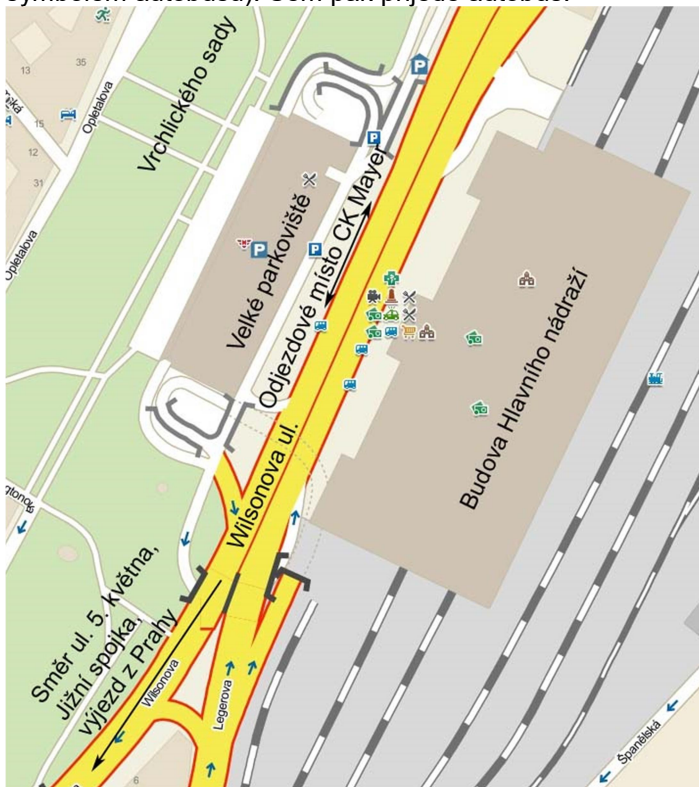 symbolem autobusu). Sem pak přijede autobus.
13
35
Opletalova
Vrchlického sady
15
12
31
Opletalova
P
P
P
P
Velké parkoviště
Odjezdové místo CK Mayer
Budova Hlavního nádraží
Wilsonova ul.
Směr ul. 5. května,
Jižní spojka,
výjezd z Prahy
Wilsonova
Legerova
Španělská
6